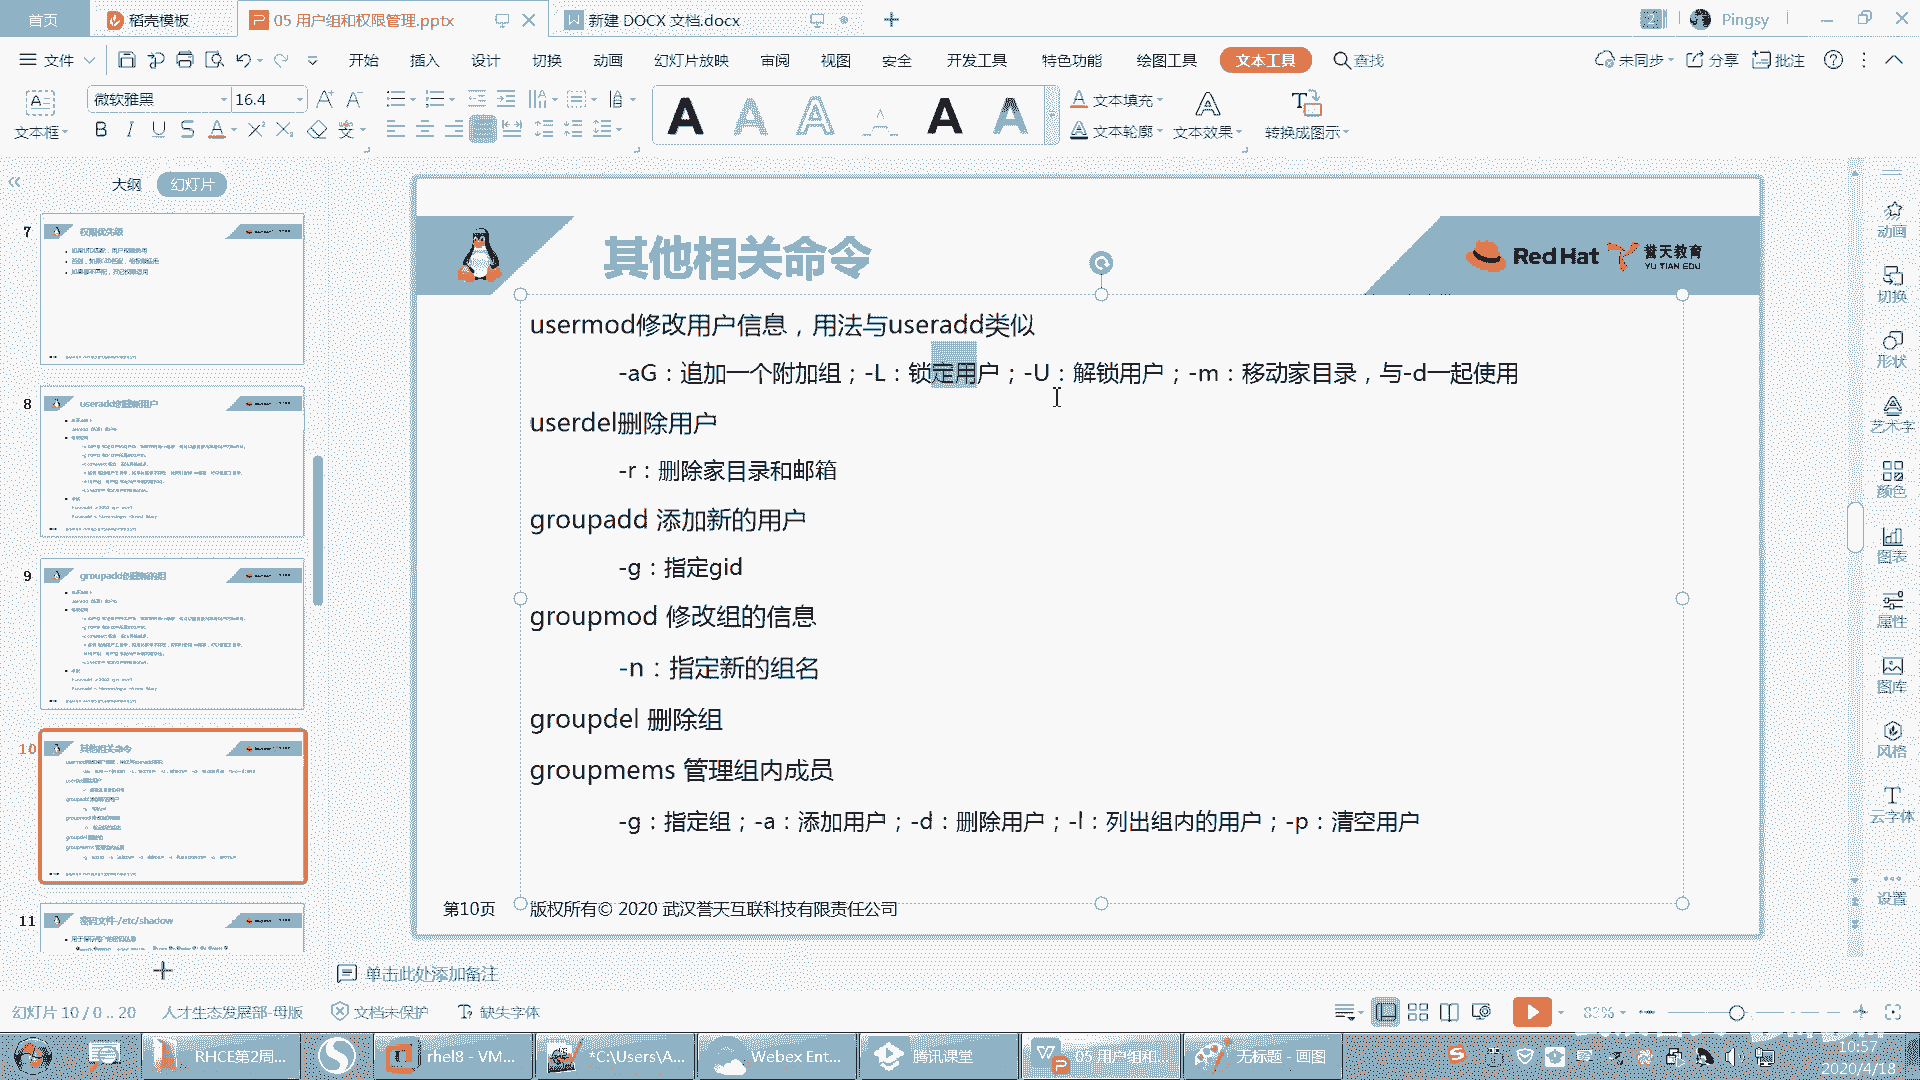 首页
稻壳模板
05 用户组和权限管理.pptx
新建 DOCX 文档.docx
Pingsy
文件
开始
插入
设计
切换
动画
幻灯片放映
审阅
视图
安全
开发工具
特色功能
绘图工具
文本工具
查找
未同步
分享
批注
文本框
微软雅黑
16.4
文本填充
文本轮廓
文本效果
转换成图示
大纲
幻灯片
7
权限优先级
8
useradd创建新用户
9
groupadd创建新的组
10
其他相关命令
11
密码文件-/etc/shadow
其他相关命令
Red Hat
誉天教育
YU TIAN EDU
usermod修改用户信息，用法与useradd类似
-aG：追加一个附加组；-L：锁定用户；-U：解锁用户；-m：移动家目录，与-d一起使用
userdel删除用户
-r：删除家目录和邮箱
groupadd 添加新的用户
-g：指定gid
groupmod 修改组的信息
-n：指定新的组名
groupdel 删除组
groupmems 管理组内成员
-g：指定组；-a：添加用户；-d：删除用户；-l：列出组内的用户；-p：清空用户
第10页
版权所有© 2020 武汉誉天互联科技有限责任公司
动画
切换
形状
艺术字
颜色
图表
属性
图库
风格
云字体
设置
单击此处添加备注
幻灯片 10 / 0 .. 20
人才生态发展部-母版
文档未保护
缺失字体
82%
RHCE第2周...
rhel8 - VM...
*C:\Users\A...
Webex Ent...
腾讯课堂
05 用户组和...
无标题 - 画图
10:57
2020/4/18